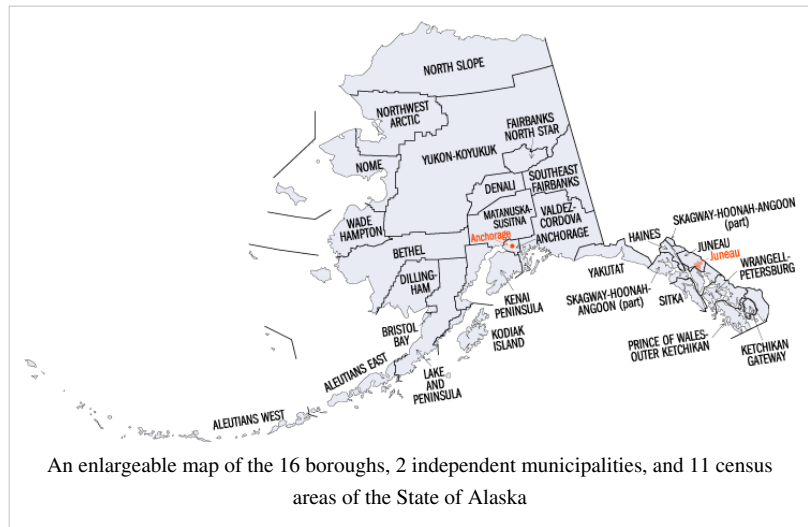 NORTH SLOPE
NORTHWEST
ARCTIC
FAIRBANKS
NORTH STAR
NOME
YUKON-KOYUKUK
DENALI
SOUTHEAST
FAIRBANKS
WADE
HAMPTON
MATANUSKA-
SUSITNA
VALDEZ-
CORDOVA
Anchorage
ANCHORAGE
BETHEL
DILLING-
HAM
SKAGWAY-HOONAH-ANGOON
(part)
HAINES
JUNEAU
Juneau
WRANGELL-
PETERSBURG
YAKUTAT
SKAGWAY-HOONAH-
ANGOON (part)
SITKA
KENAI
PENINSULA
BRISTOL
BAY
KODIAK
ISLAND
PRINCE OF WALES-
OUTER KETCHIKAN
KETCHIKAN
GATEWAY
ALEUTIANS EAST
LAKE
AND
PENINSULA
ALEUTIANS WEST
An enlargeable map of the 16 boroughs, 2 independent municipalities, and 11 census
areas of the State of Alaska